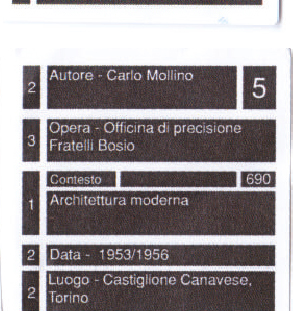 2 Autore - Carlo Mollino 5
3 Opera - Officina di precisione
Fratelli Bosio
Contesto 690
1 Architettura moderna
2 Data - 1953/1956
2 Luogo - Castiglione Canavese,
Torino